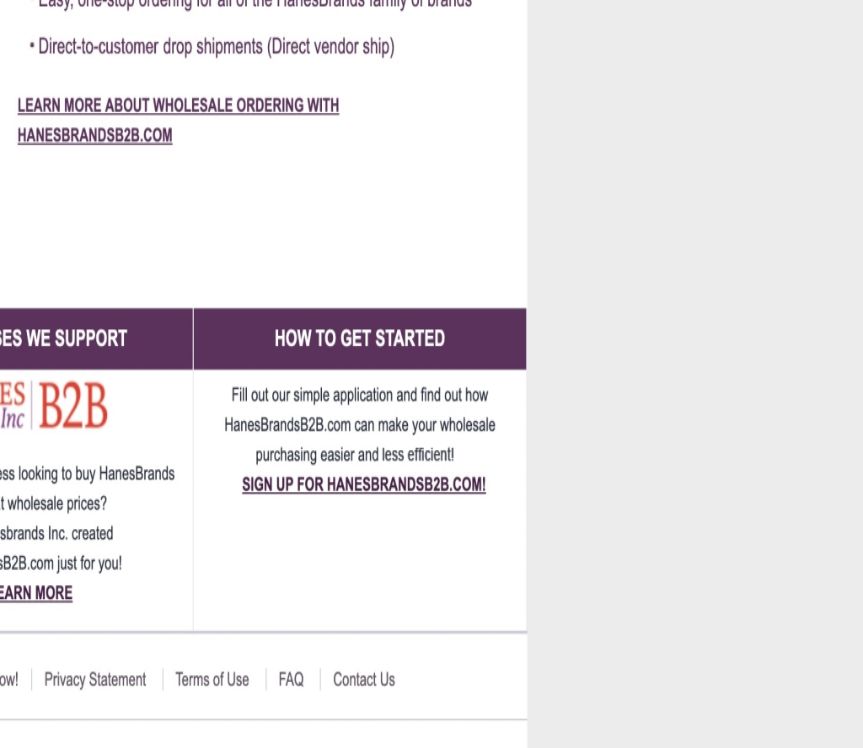 • Easy, one-stop ordering for all of the HanesBrands family of brands
• Direct-to-customer drop shipments (Direct vendor ship)
LEARN MORE ABOUT WHOLESALE ORDERING WITH
HANESBRANDSB2B.COM
SES WE SUPPORT
ES
Inc B2B
ess looking to buy HanesBrands
t wholesale prices?
sbrands Inc. created
sB2B.com just for you!
EARN MORE
HOW TO GET STARTED
Fill out our simple application and find out how
HanesBrandsB2B.com can make your wholesale
purchasing easier and less efficient!
SIGN UP FOR HANESBRANDSB2B.COM!
ow! Privacy Statement Terms of Use FAQ Contact Us